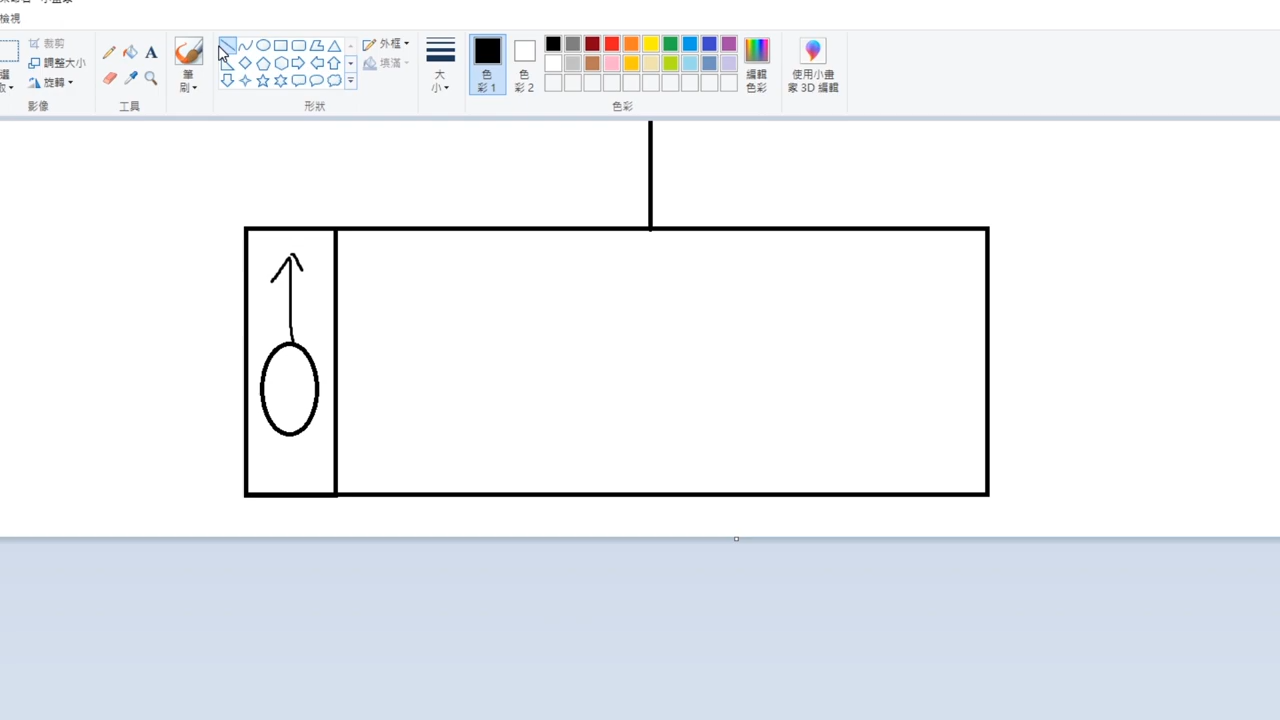 檢視
裁剪
調整大小
旋轉
影像
工具
筆
刷
外框
填滿
形狀
大
小
色
彩 1
色
彩 2
編輯
色彩
色彩
使用小畫
家 3D 編輯